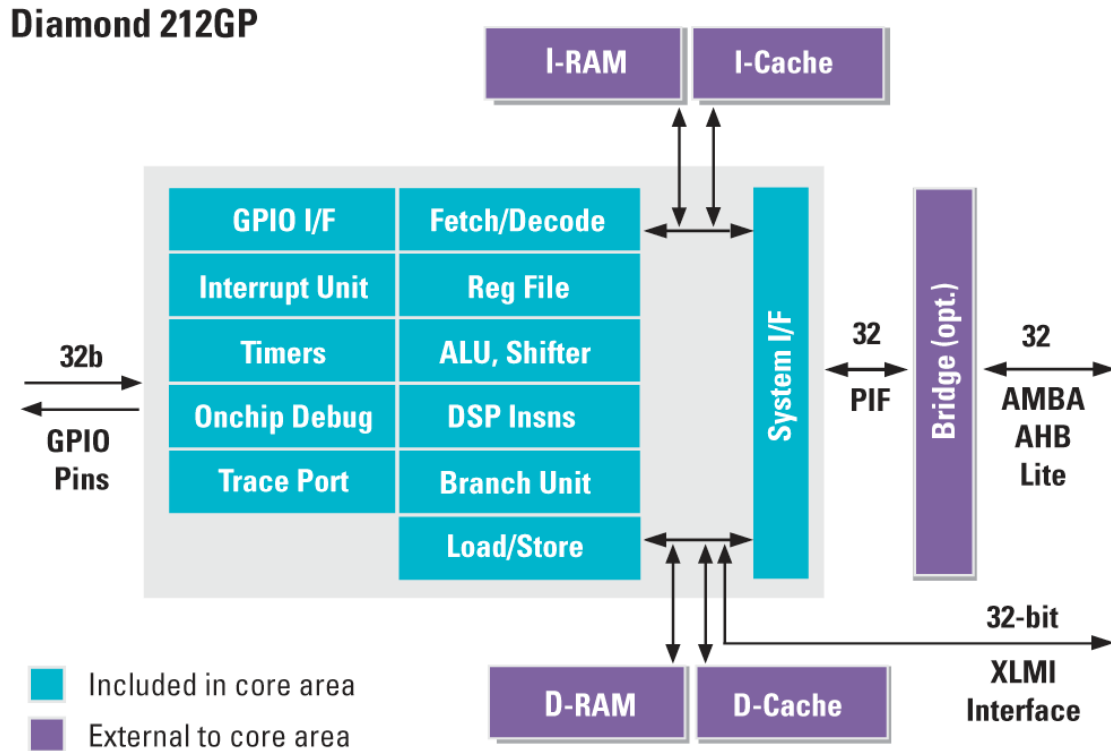 Diamond 212GP
I-RAM
I-Cache
GPIO I/F
Fetch/Decode
Interrupt Unit
Reg File
Timers
ALU, Shifter
Onchip Debug
DSP Insns
Trace Port
Branch Unit
Load/Store
System I/F
Bridge (opt.)
32b
GPIO
Pins
32
PIF
32
AMBA
AHB
Lite
32-bit
XLMI
Interface
D-RAM
D-Cache
Included in core area
External to core area